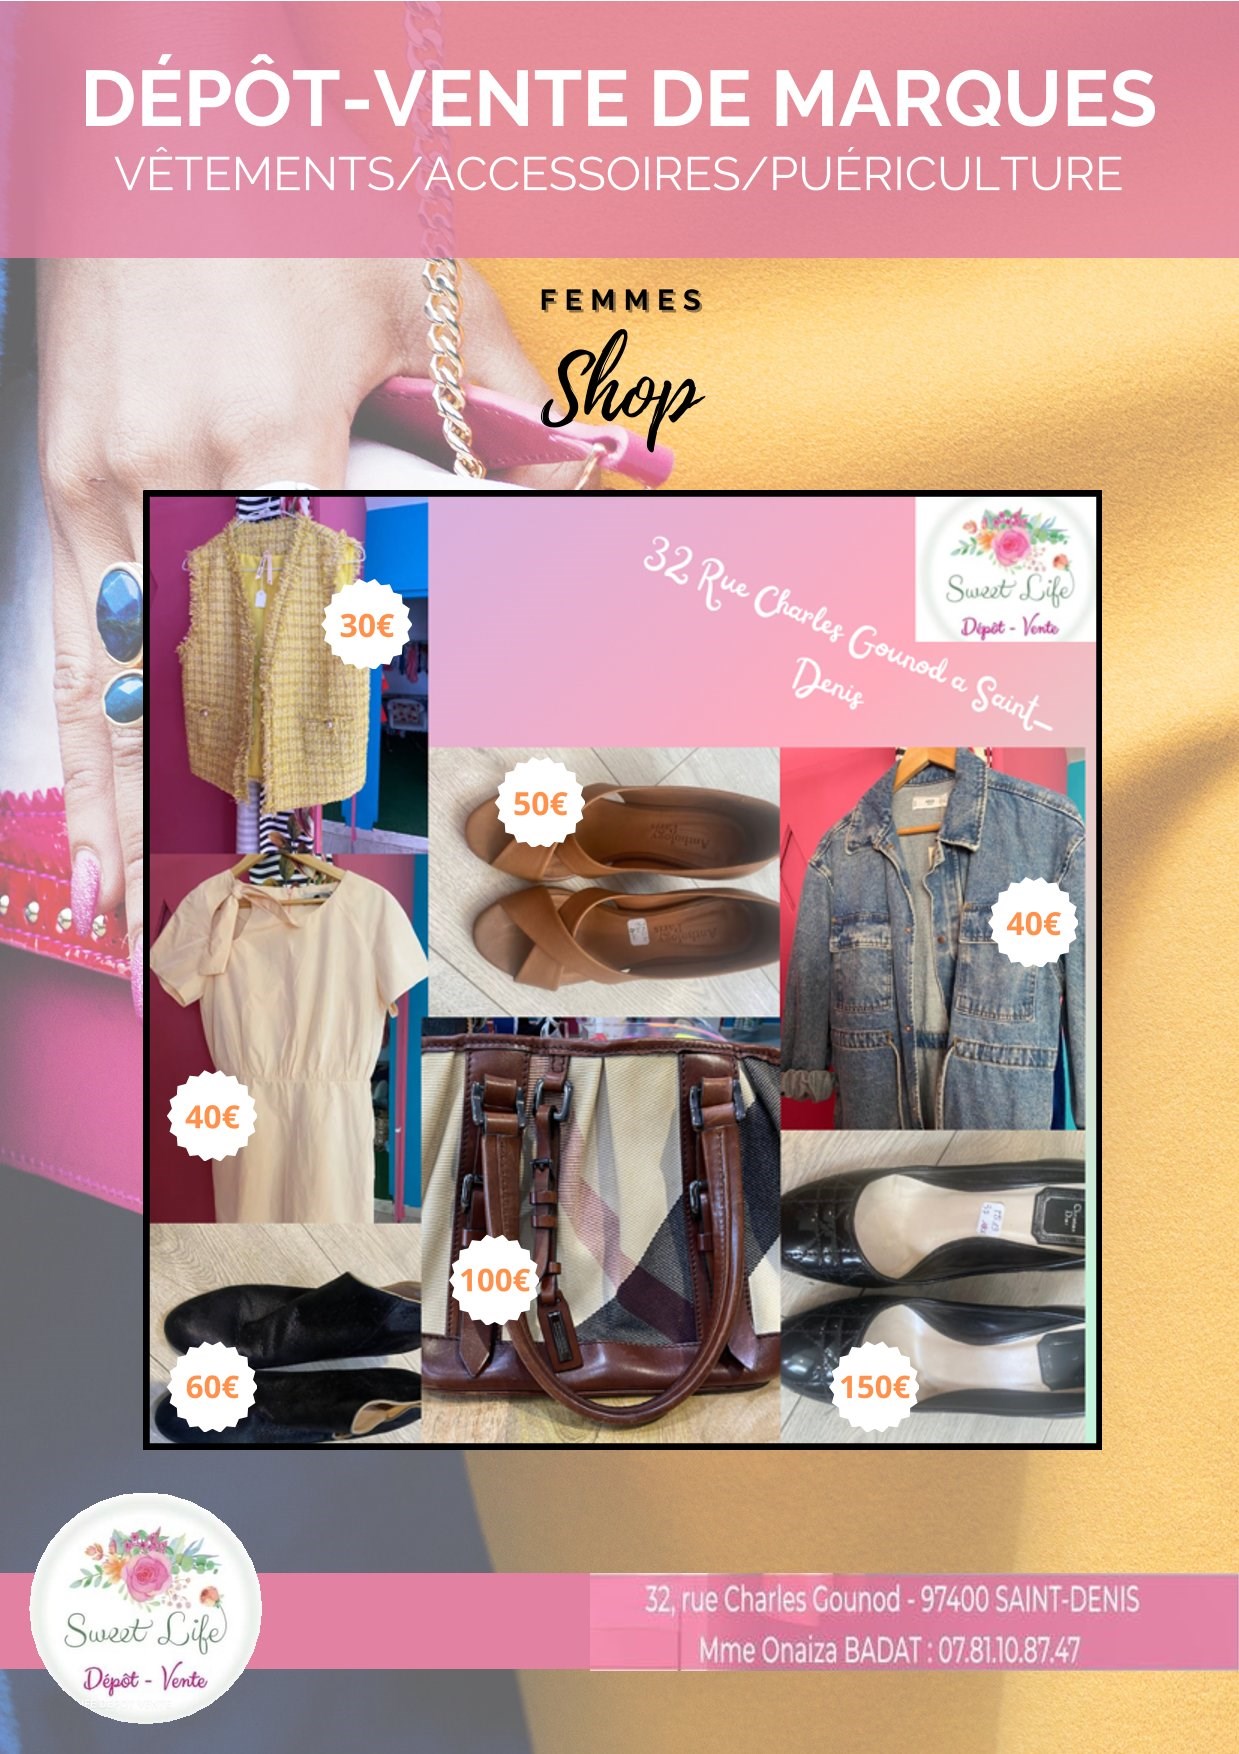 DÉPÔT-VENTE DE MARQUES
VÊTEMENTS/ACCESSOIRES/PUÉRICULTURE
FEMMES
Shop
32 Rue Charles Gounod a Saint-
Denis
Sweet Life
Dépôt - Vente
30€
50€
40€
40€
100€
60€
150€
Christian
Dior
Sweet Life
Dépôt - Vente
32, rue Charles Gounod - 97400 SAINT-DENIS
Mme Onaiza BADAT : 07.81.10.87.47